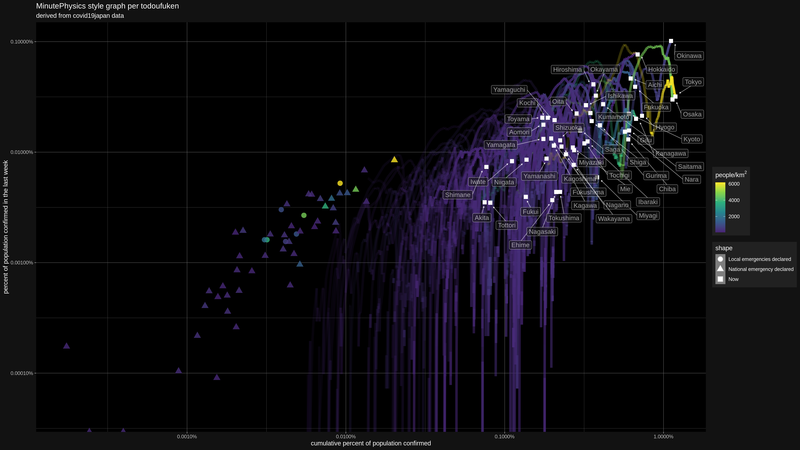 MinutePhysics style graph per todoufuken
derived from covid19japan data
percent of population confirmed in the last week
0.10000%
0.01000%
0.00100%
0.00010%
Okinawa
Hiroshima
Okayama
Hokkaido
Yamaguchi
Aichi
Tokyo
Kochi
Oita
Ishikawa
Fukuoka
Osaka
Toyama
Kumamoto
Aomori
Shizuoka
Hyogo
Yamagata
Gifu
Kyoto
Saga
Kanagawa
Iwate
Niigata
Yamanashi
Miyazaki
Shiga
Saitama
Kagoshima
Tochigi
Gunma
Nara
Shimane
Fukushima
Mie
Chiba
Kagawa
Nagano
Ibaraki
Akita
Tottori
Fukui
Tokushima
Wakayama
Miyagi
Nagasaki
Ehime
0.0010%
0.0100%
0.1000%
1.0000%
cumulative percent of population confirmed
people/km²
6000
4000
2000
shape
Local emergencies declared
National emergency declared
Now